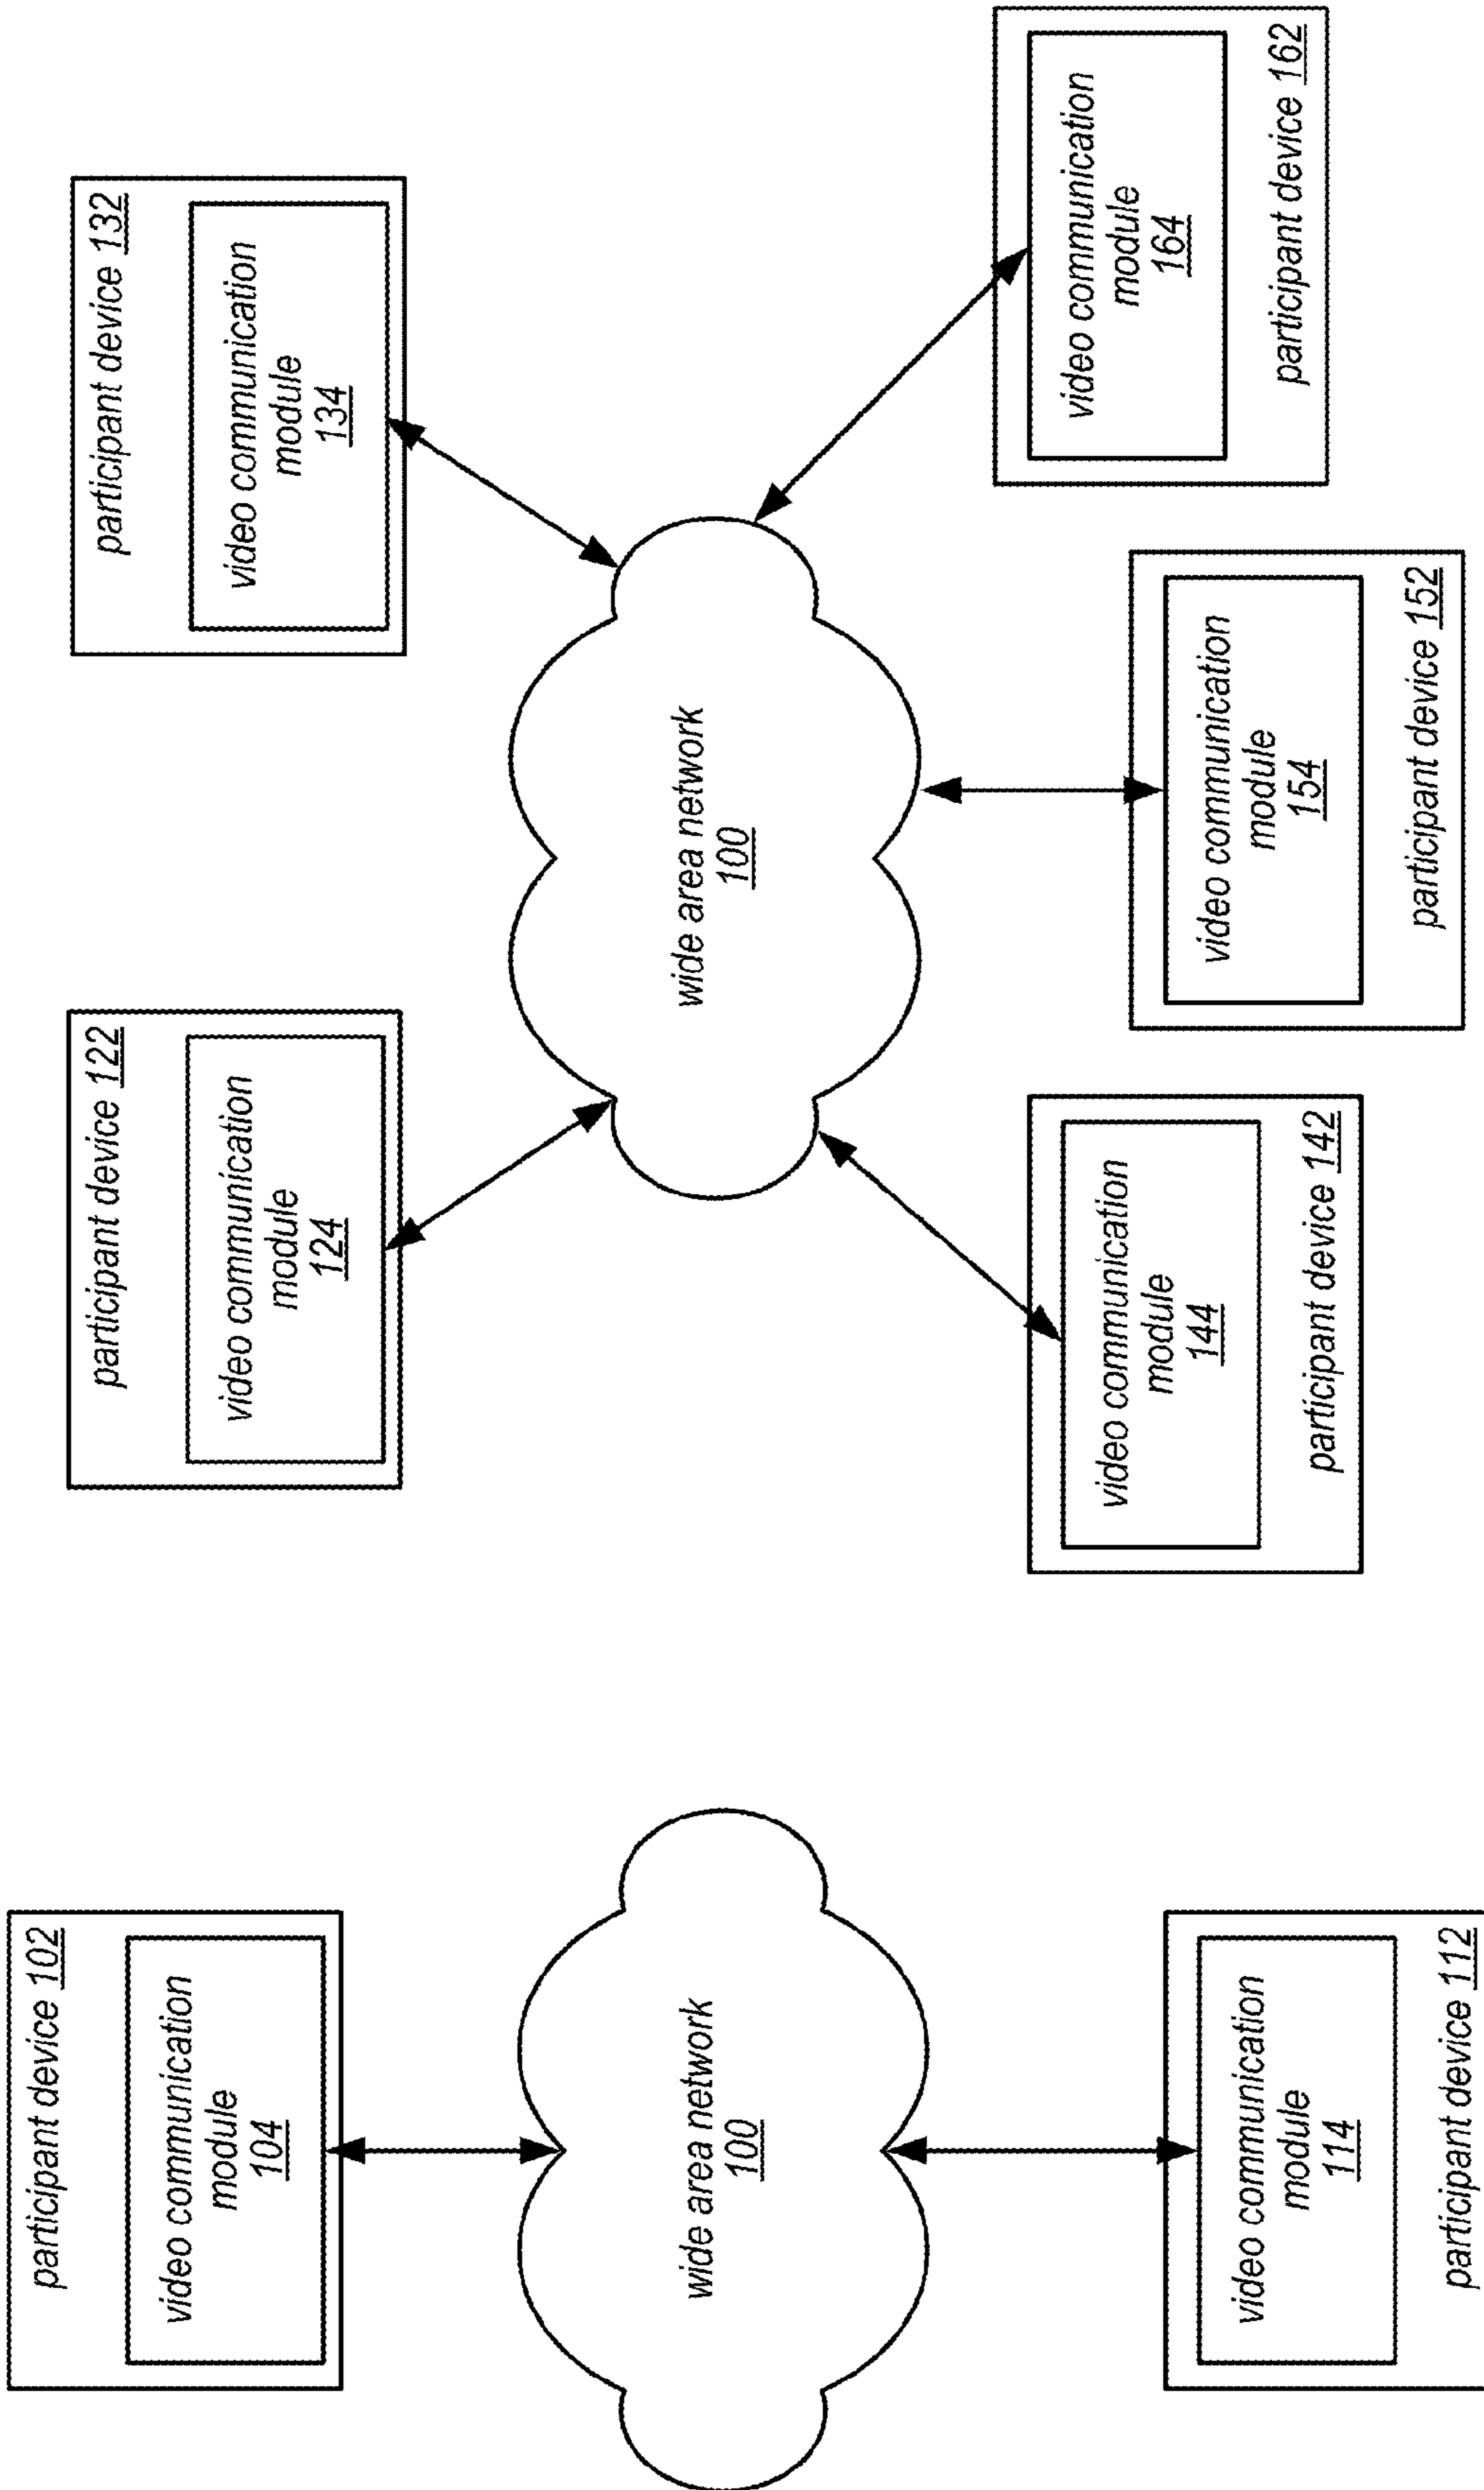 participant device 102
video communication
module
104
wide area network
100
video communication
module
114
participant device 112
participant device 122
video communication
module
124
participant device 132
video communication
module
134
wide area network
100
video communication
module
144
participant device 142
video communication
module
154
participant device 152
video communication
module
164
participant device 162